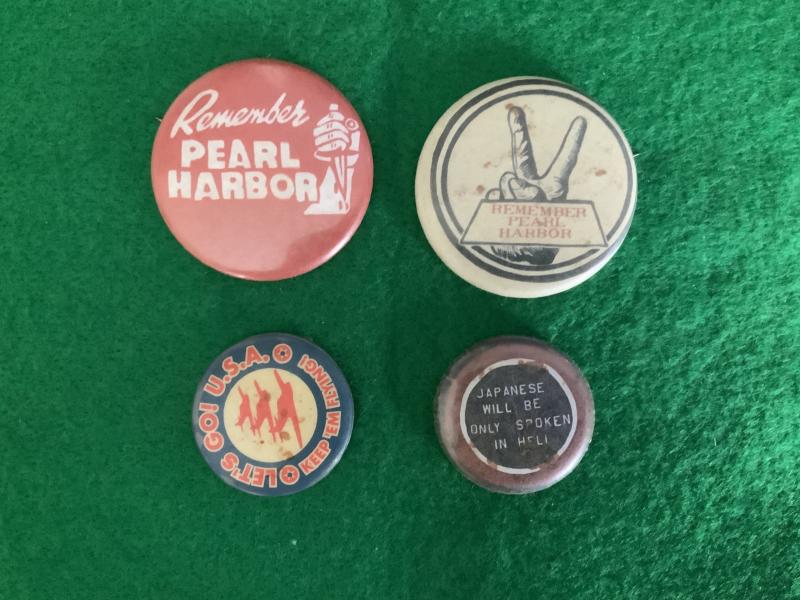 Remember
PEARL
HARBOR
REMEMBER
PEARL
HARBOR
LET'S GO! U.S.A.
KEEP 'EM FLYING!
JAPANESE
WILL BE
ONLY SPOKEN
IN HELL